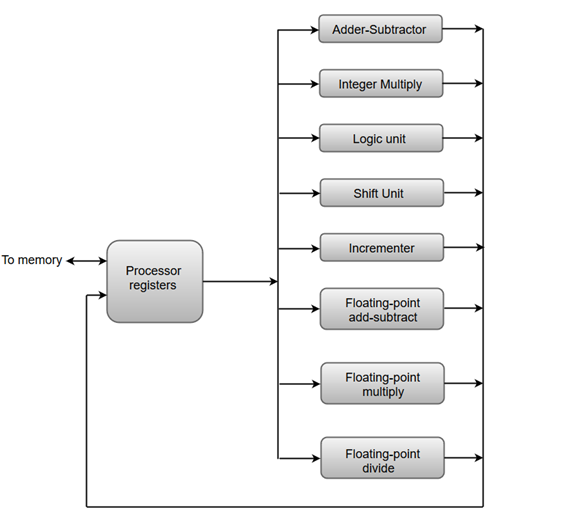 Adder-Subtractor
Integer Multiply
Logic unit
Shift Unit
Incrementer
To memory
Processor
registers
Floating-point
add-subtract
Floating-point
multiply
Floating-point
divide